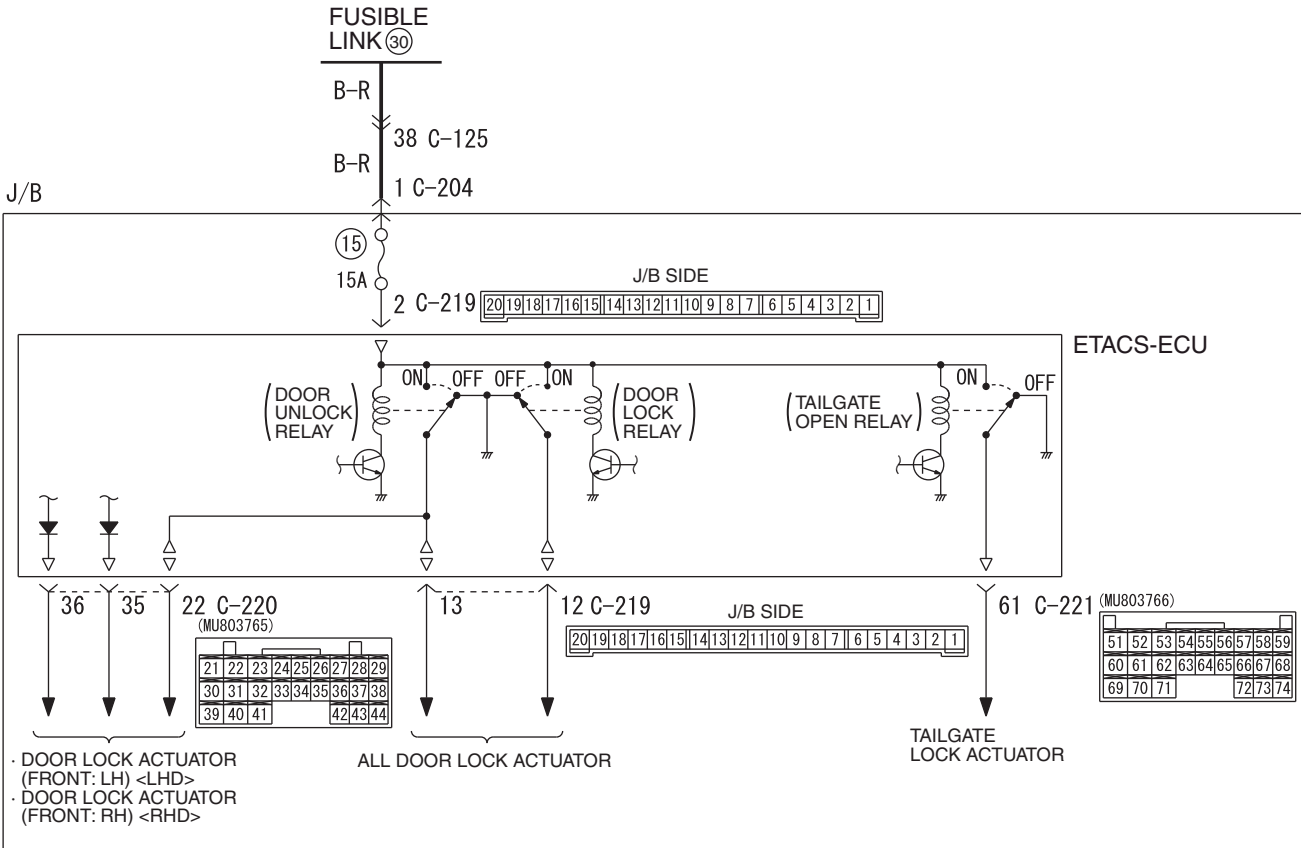 FUSIBLE
LINK 30
B-R
38 C-125
B-R
1 C-204
J/B
15
15A
J/B SIDE
2 C-219
20 19 18 17 16 15 14 13 12 11 10 9 8 7 6 5 4 3 2 1
ETACS-ECU
ON OFF OFF ON ON OFF
(DOOR
UNLOCK
RELAY)
(DOOR
LOCK
RELAY)
(TAILGATE
OPEN RELAY)
36 35 22 C-220
(MU803765)
21 22 23 24 25 26 27 28 29
30 31 32 33 34 35 36 37 38
39 40 41 42 43 44
13 12 C-219
J/B SIDE
20 19 18 17 16 15 14 13 12 11 10 9 8 7 6 5 4 3 2 1
61 C-221
(MU803766)
51 52 53 54 55 56 57 58 59
60 61 62 63 64 65 66 67 68
69 70 71 72 73 74
· DOOR LOCK ACTUATOR
(FRONT: LH) <LHD>
· DOOR LOCK ACTUATOR
(FRONT: RH) <RHD>
ALL DOOR LOCK ACTUATOR
TAILGATE
LOCK ACTUATOR